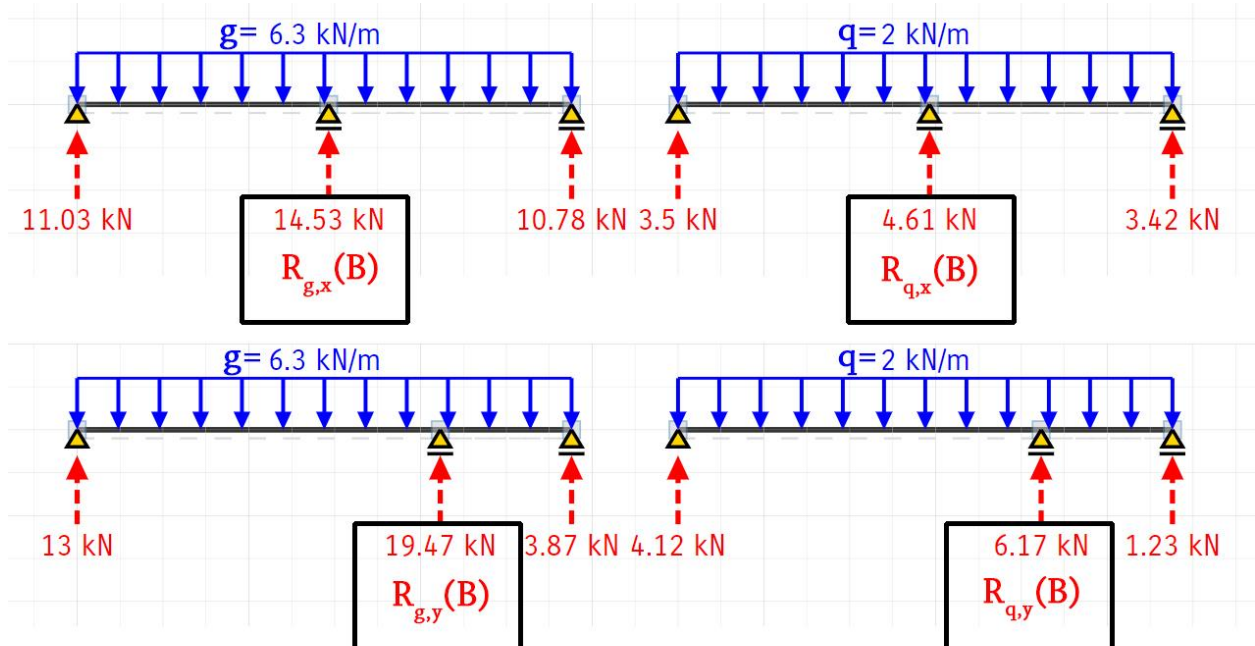 g= 6.3 kN/m
q= 2 kN/m
11.03 kN
14.53 kN
10.78 kN
3.5 kN
4.61 kN
3.42 kN
R_g,x(B)
R_q,x(B)
g= 6.3 kN/m
q= 2 kN/m
13 kN
19.47 kN
3.87 kN
4.12 kN
6.17 kN
1.23 kN
R_g,y(B)
R_q,y(B)